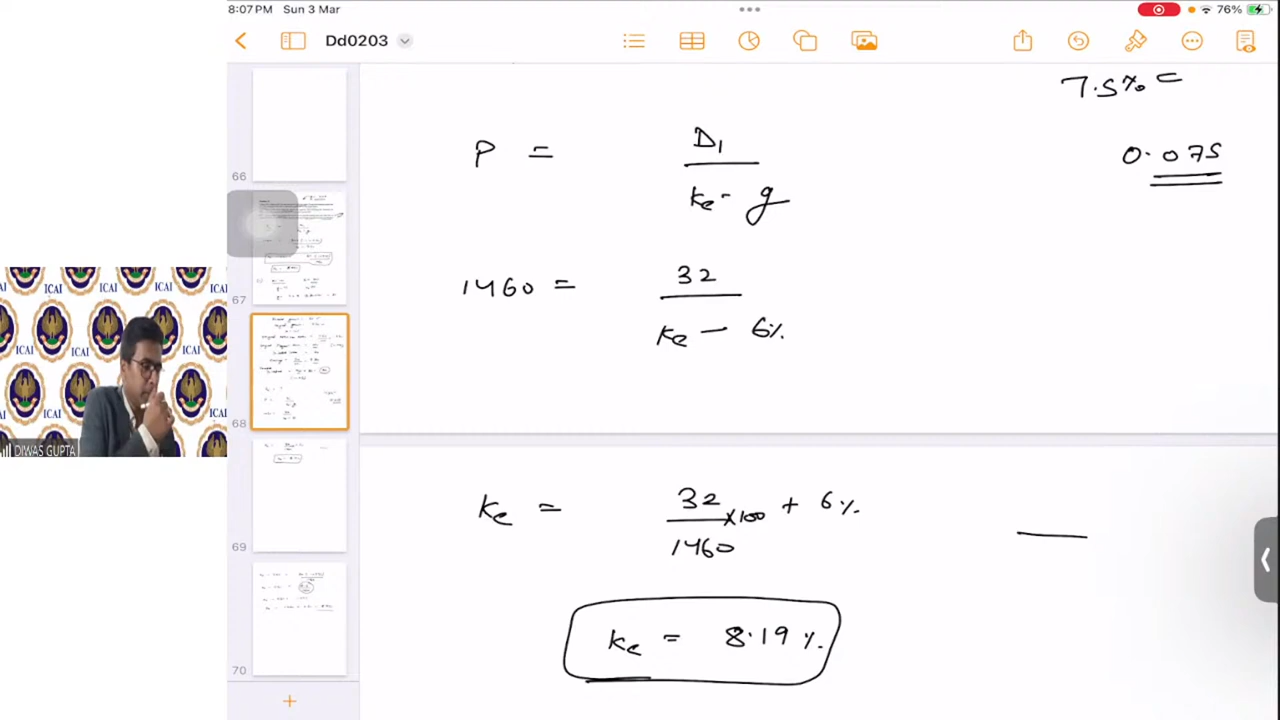 8:07 PM Sun 3 Mar
76%
Dd0203
66
67
68
69
70
ICAI
DIWAS GUPTA
7.5% =
0.075
P = D₁
ke - g
1460 = 32
ke - 6%
ke = 32 ×100 + 6%
1460
ke = 8.19 %.